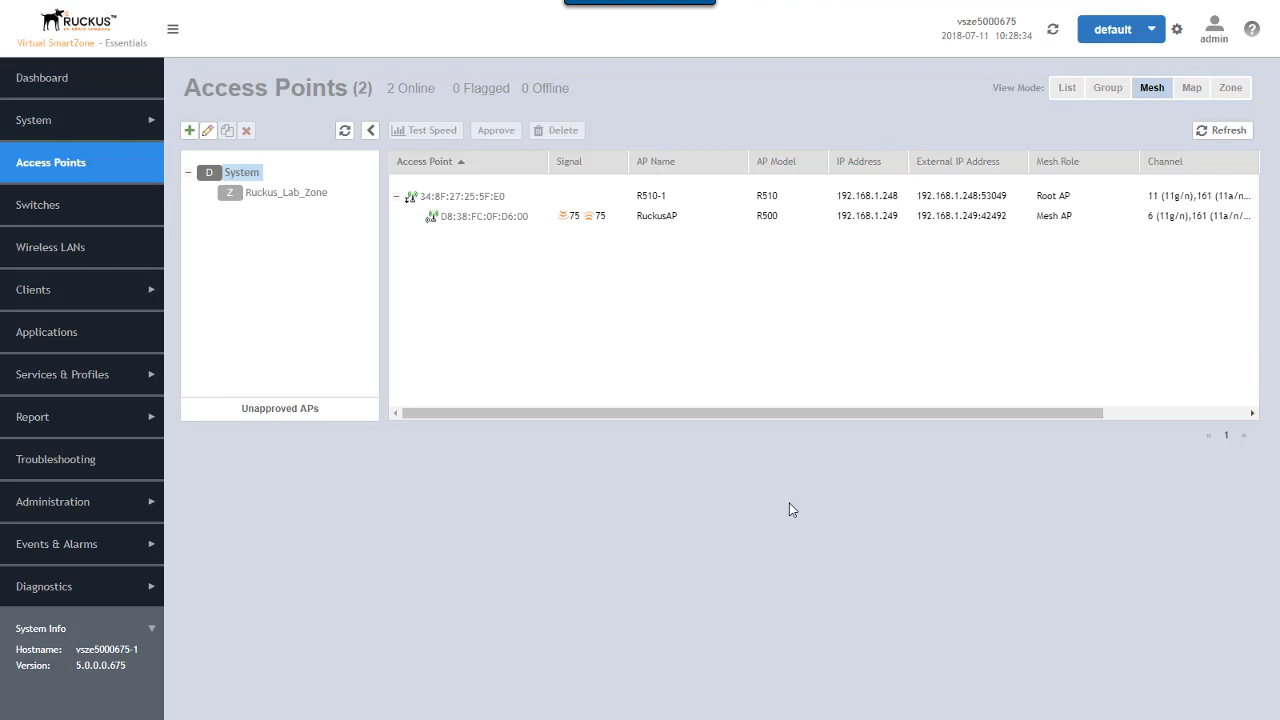 RUCKUS™
an ARRIS company
Virtual SmartZone - Essentials
vsze5000675
2018-07-11 10:28:34
default
admin
Dashboard
System
Access Points
Switches
Wireless LANs
Clients
Applications
Services & Profiles
Report
Troubleshooting
Administration
Events & Alarms
Diagnostics
System Info
Hostname: vsze5000675-1
Version: 5.0.0.0.675
Access Points (2) 2 Online 0 Flagged 0 Offline
View Mode: List Group Mesh Map Zone
Test Speed Approve Delete Refresh
D System
Z Ruckus_Lab_Zone
Unapproved APs
Access Point Signal AP Name AP Model IP Address External IP Address Mesh Role Channel
34:8F:27:25:5F:E0 R510-1 R510 192.168.1.248 192.168.1.248:53049 Root AP 11 (11g/n),161 (11a/n...
D8:38:FC:0F:D6:00 75 75 RuckusAP R500 192.168.1.249 192.168.1.249:42492 Mesh AP 6 (11g/n),161 (11a/n/...
« 1 »